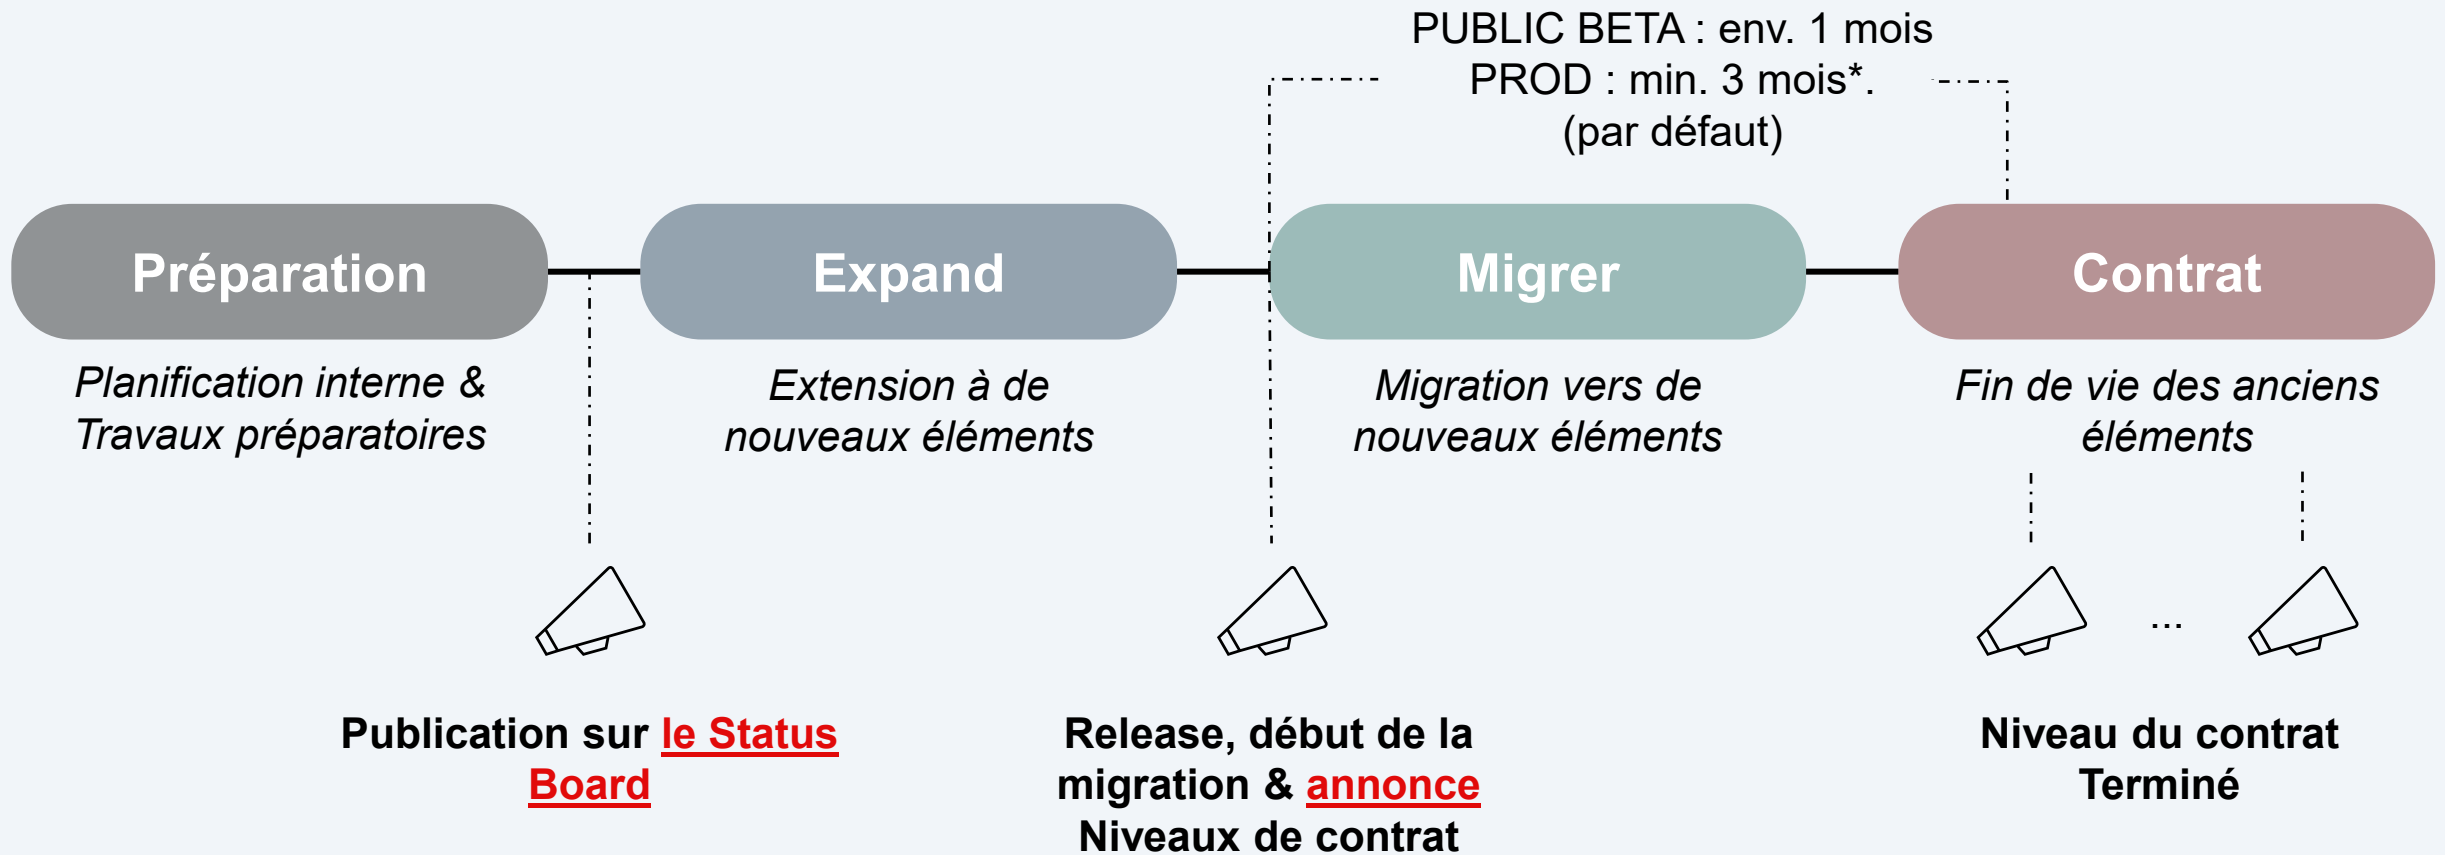 PUBLIC BETA : env. 1 mois
PROD : min. 3 mois*.
(par défaut)
Préparation
Expand
Migrer
Contrat
Planification interne &
Travaux préparatoires
Extension à de
nouveaux éléments
Migration vers de
nouveaux éléments
Fin de vie des anciens
éléments
...
Publication sur le Status
Board
Release, début de la
migration & annonce
Niveaux de contrat
Niveau du contrat
Terminé